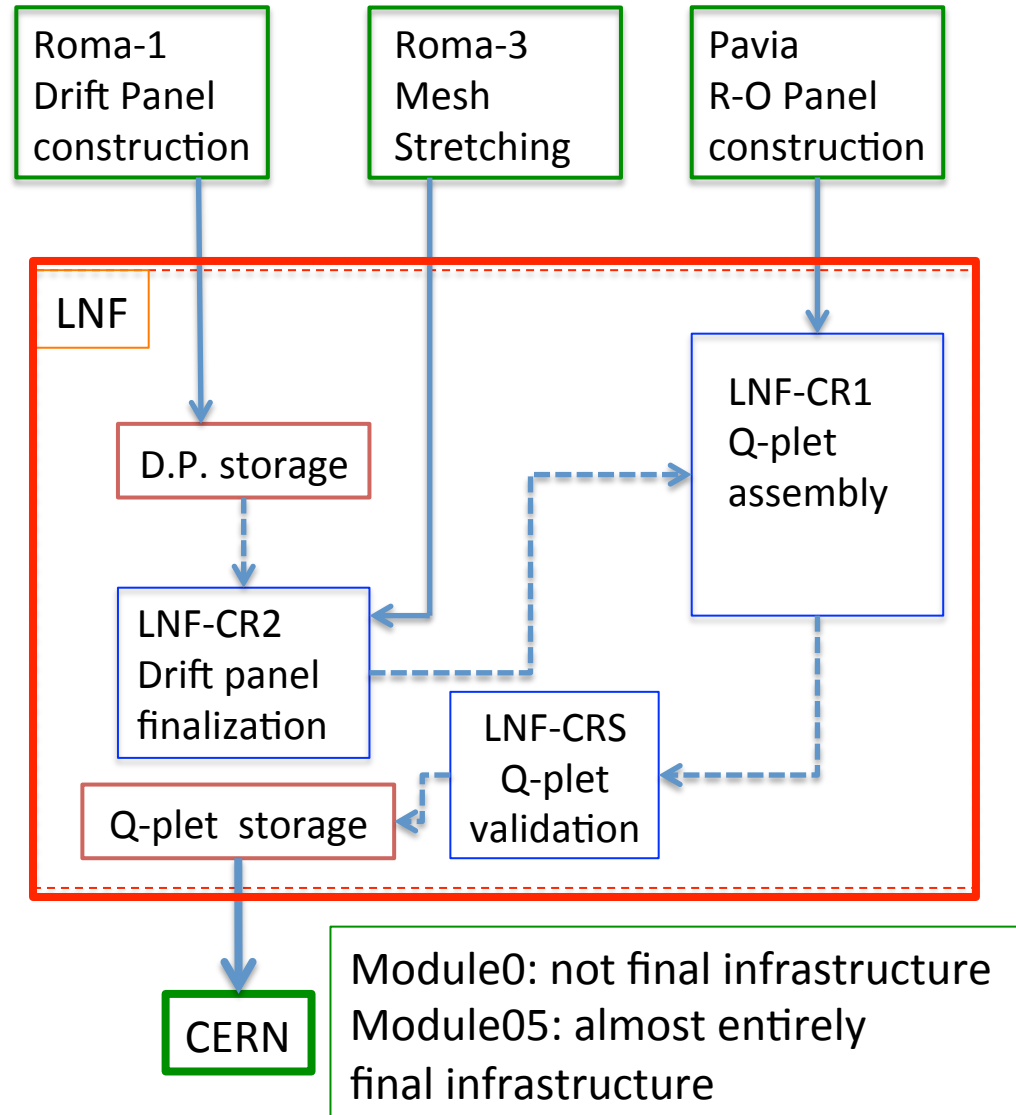 Roma-1
Drift Panel
construction
Roma-3
Mesh
Stretching
Pavia
R-O Panel
construction
LNF
LNF-CR1
Q-plet
assembly
D.P. storage
LNF-CR2
Drift panel
finalization
LNF-CRS
Q-plet
validation
Q-plet storage
CERN
Module0: not final infrastructure
Module05: almost entirely
final infrastructure